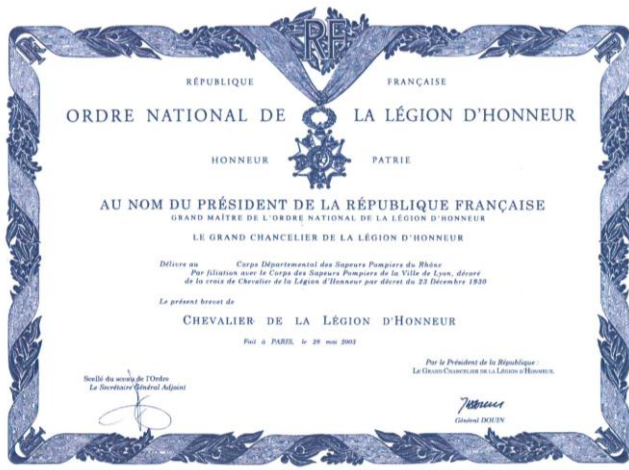 RF
RÉPUBLIQUE FRANÇAISE
ORDRE NATIONAL DE LA LÉGION D'HONNEUR
HONNEUR PATRIE
AU NOM DU PRÉSIDENT DE LA RÉPUBLIQUE FRANÇAISE
GRAND MAÎTRE DE L'ORDRE NATIONAL DE LA LÉGION D'HONNEUR
LE GRAND CHANCELIER DE LA LÉGION D'HONNEUR
Délivre au Corps Départemental des Sapeurs Pompiers du Rhône
Par filiation avec le Corps des Sapeurs Pompiers de la Ville de Lyon, décoré
de la croix de Chevalier de la Légion d'Honneur par décret du 23 Décembre 1930
Le présent brevet de
CHEVALIER DE LA LÉGION D'HONNEUR
Fait à PARIS, le 28 mai 2003
Par le Président de la République :
LE GRAND CHANCELIER DE LA LÉGION D'HONNEUR,
Scellé du sceau de l'Ordre
Le Secrétaire Général Adjoint
Général DOUIN